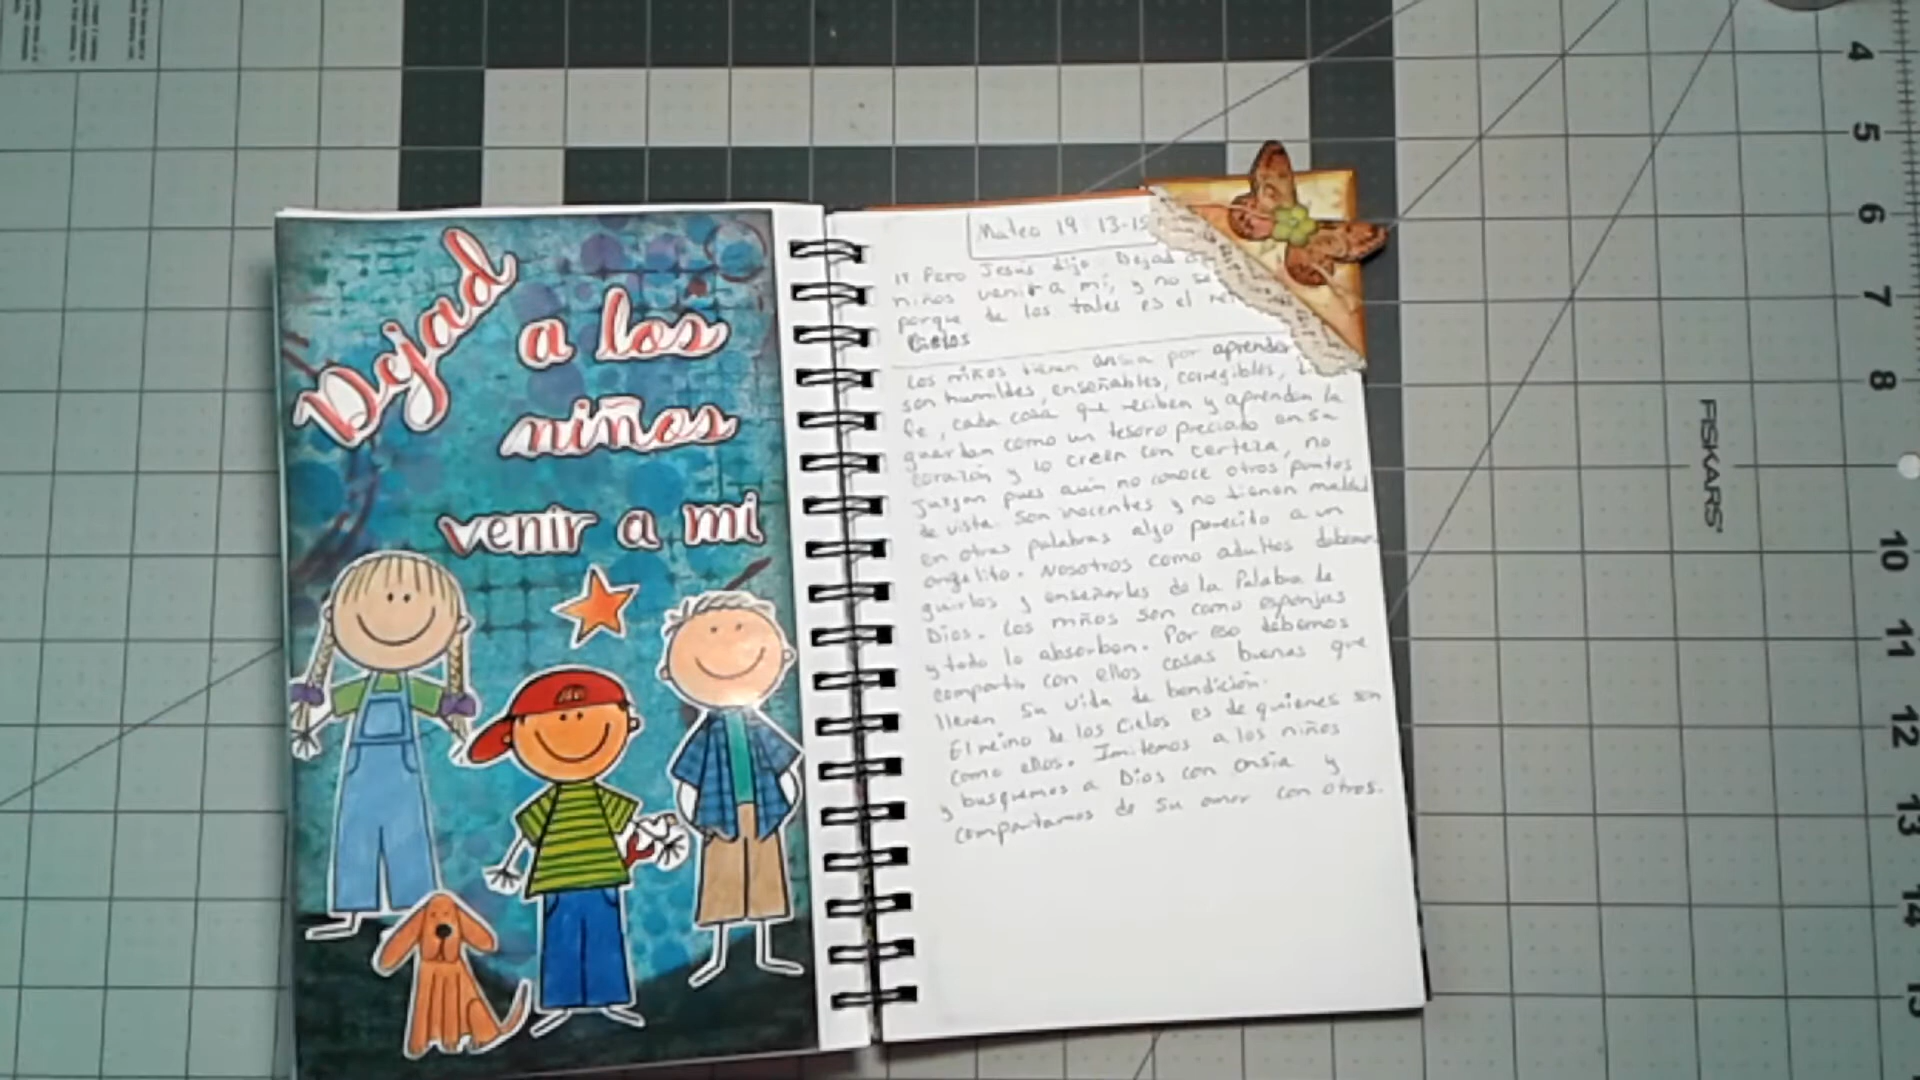 Dejad
a los
niños
venir a mi
Mateo 19 13-15
Pero Jesús dijo Dejad
niños venir a mi, y no se
porque de los tales es el
Cielos
Los niños tienen ansia por aprender
son humildes, enseñables, corregibles,
fe, cada cosa que reciben y aprenden la
guardan como un tesoro preciado en su
corazón y lo creen con certeza, no
juzgan pues aún no conoce otros puntos
de vista. Son inocentes y no tienen maldad
en otras palabras algo parecido a un
angelito. Nosotros como adultos debemos
guirlos y enseñarles de la Palabra de
Dios. Los niños son como esponjas
y todo lo absorben. Por eso debemos
compartir con ellos cosas buenas que
llenen su vida de bendición.
El reino de los Cielos es de quienes son
como ellos. Imitemos a los niños
y busquemos a Dios con ansia y
compartamos de su amor con otros.
4
5
6
7
8
FISKARS
10
11
12
13
14
15